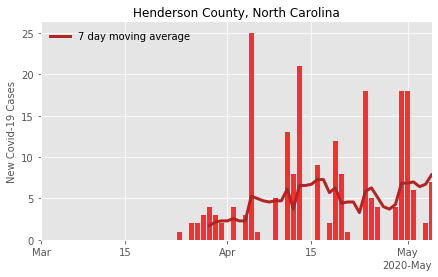 Henderson County, North Carolina
7 day moving average
New Covid-19 Cases
25
20
15
10
5
0
Mar
15
Apr
15
May
2020-May